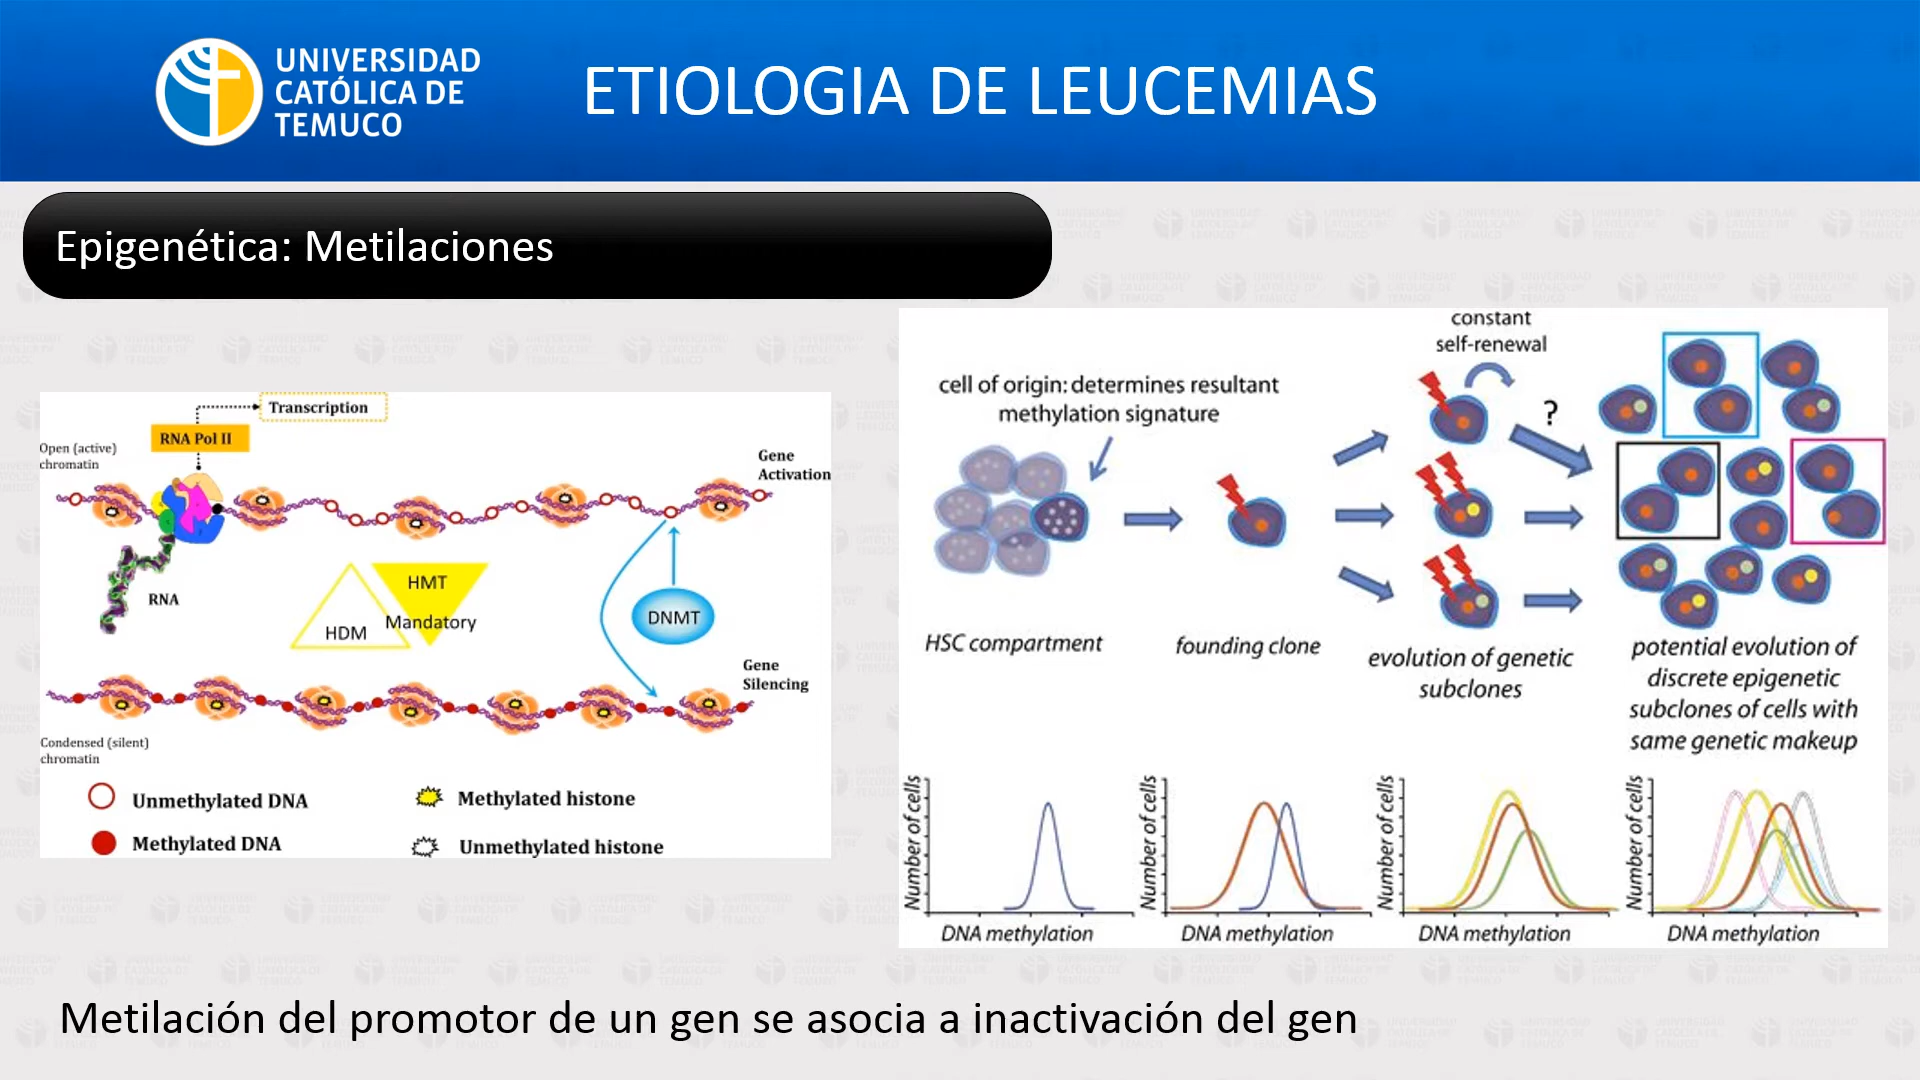 UNIVERSIDAD
CATÓLICA DE
TEMUCO
ETIOLOGIA DE LEUCEMIAS
Epigenética: Metilaciones
Transcription
RNA Pol II
Open (active)
chromatin
Gene
Activation
RNA
HMT
Mandatory
HDM
DNMT
Gene
Silencing
Condensed (silent)
chromatin
Unmethylated DNA
Methylated histone
Methylated DNA
Unmethylated histone
constant
self-renewal
cell of origin: determines resultant
methylation signature
?
HSC compartment
founding clone
evolution of genetic
subclones
potential evolution of
discrete epigenetic
subclones of cells with
same genetic makeup
Number of cells
DNA methylation
Number of cells
DNA methylation
Number of cells
DNA methylation
Number of cells
DNA methylation
Metilación del promotor de un gen se asocia a inactivación del gen